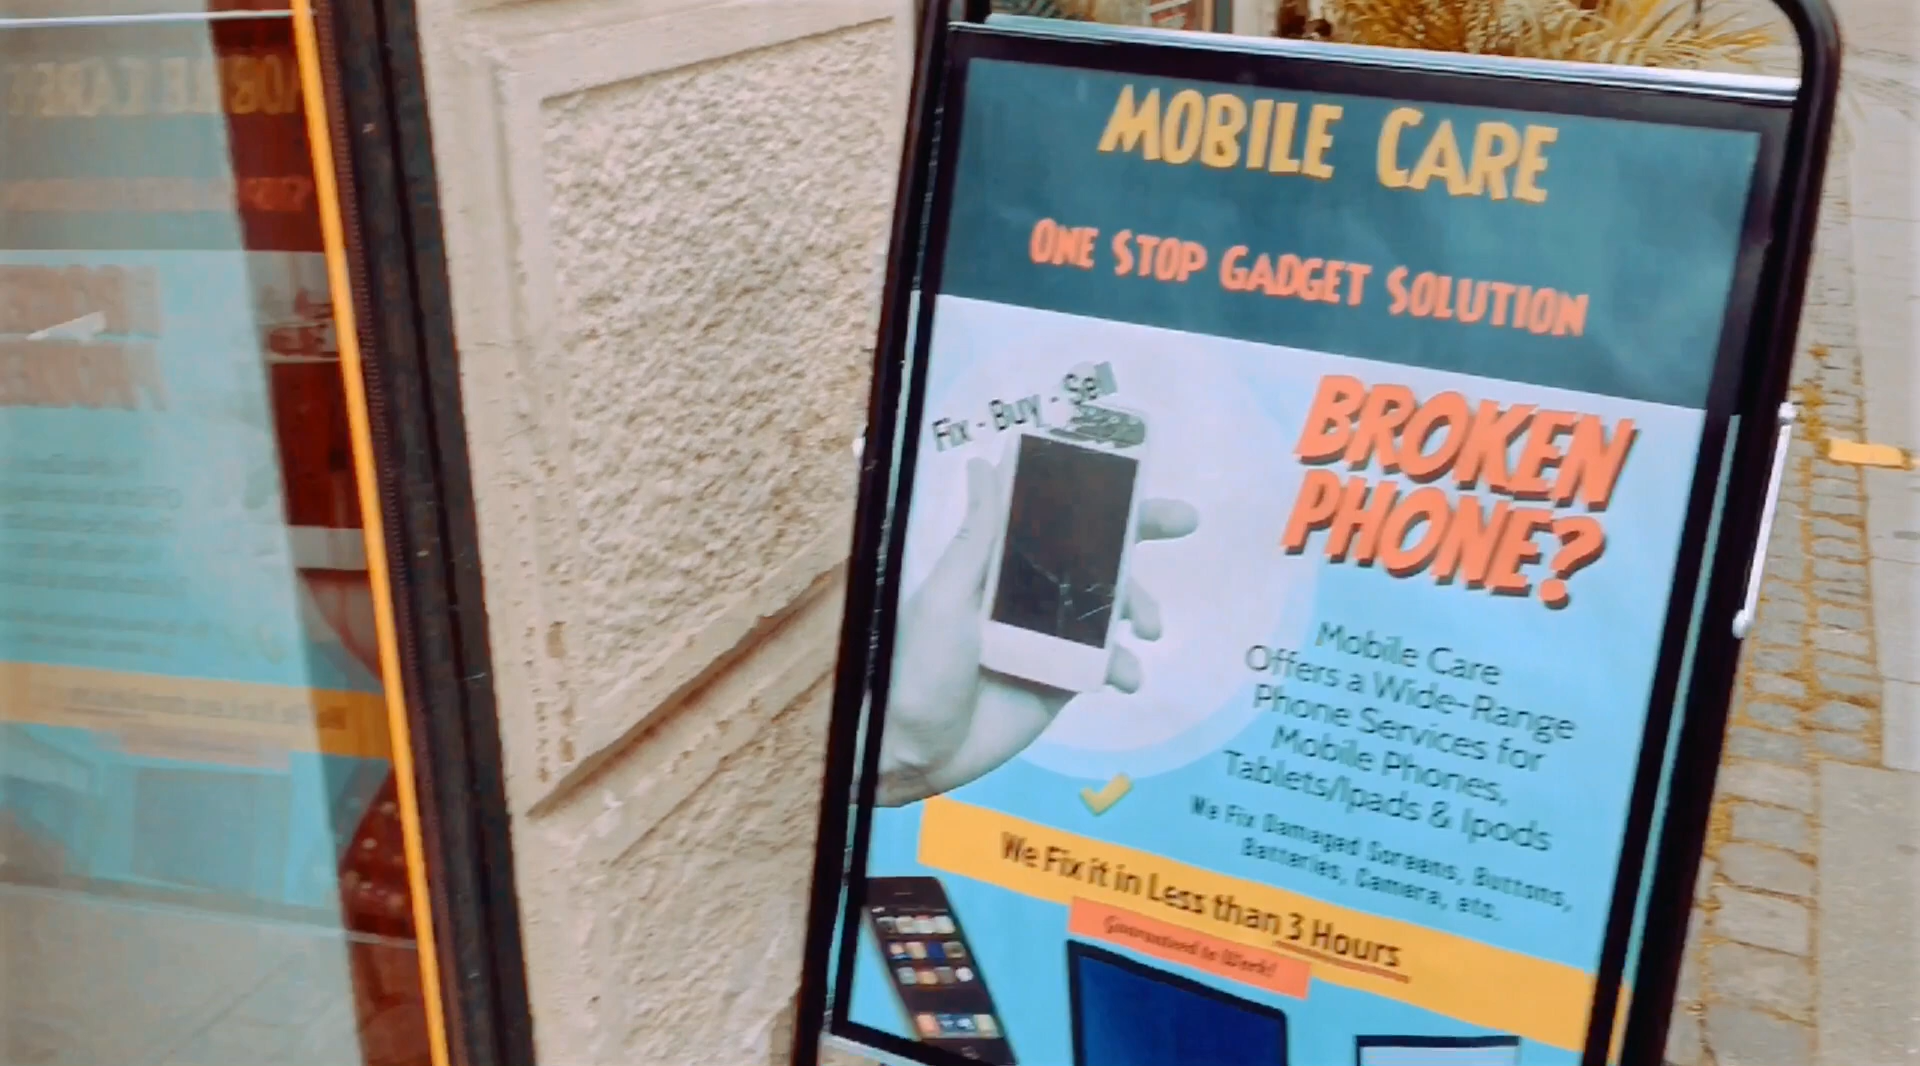 MOBILE CARE
ONE STOP GADGET SOLUTION
Fix - Buy - Sell
BROKEN
PHONE?
Mobile Care
Offers a Wide-Range
Phone Services for
Mobile Phones,
Tablets/Ipads & Ipods
We Fix Damaged Screens, Buttons,
Batteries, Camera, etc.
We Fix it in Less than 3 Hours
Guaranteed to Work!